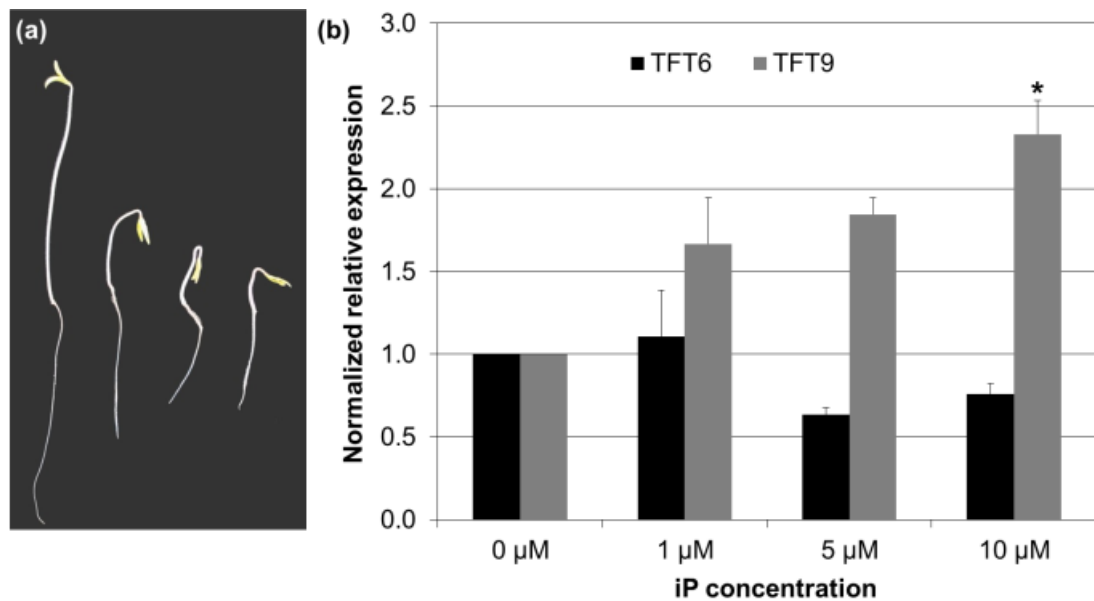 (a)
(b)
Normalized relative expression
3.0
2.5
2.0
1.5
1.0
0.5
0.0
TFT6 TFT9
*
0 µM 1 µM 5 µM 10 µM
iP concentration